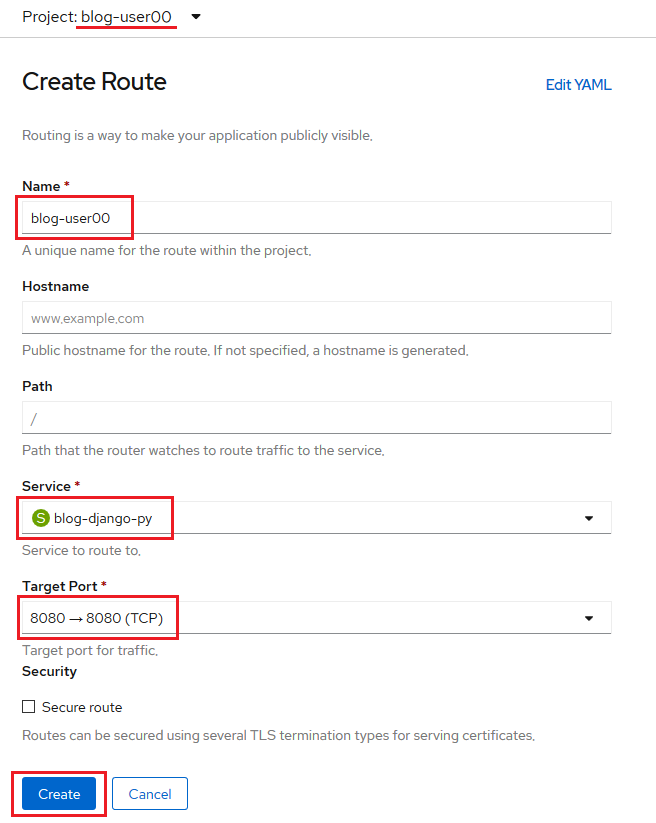 Project: blog-user00
Create Route
Edit YAML
Routing is a way to make your application publicly visible.
Name *
blog-user00
A unique name for the route within the project.
Hostname
www.example.com
Public hostname for the route. If not specified, a hostname is generated.
Path
/
Path that the router watches to route traffic to the service.
Service *
S blog-django-py
Service to route to.
Target Port *
8080 → 8080 (TCP)
Target port for traffic.
Security
Secure route
Routes can be secured using several TLS termination types for serving certificates.
Create Cancel